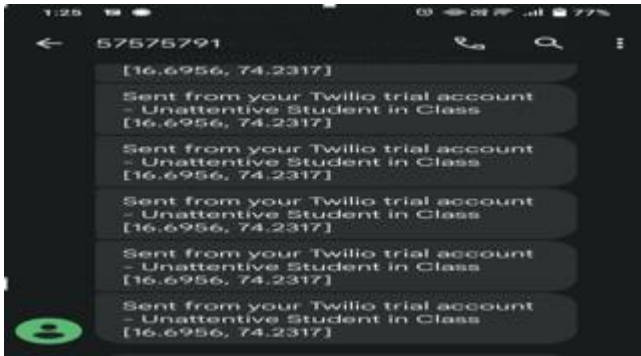 1:25 77%
57575791
[16.6956, 74.2317]
Sent from your Twilio trial account
- Unattentive Student in Class
[16.6956, 74.2317]
Sent from your Twilio trial account
- Unattentive Student in Class
[16.6956, 74.2317]
Sent from your Twilio trial account
- Unattentive Student in Class
[16.6956, 74.2317]
Sent from your Twilio trial account
- Unattentive Student in Class
[16.6956, 74.2317]
Sent from your Twilio trial account
- Unattentive Student in Class
[16.6956, 74.2317]